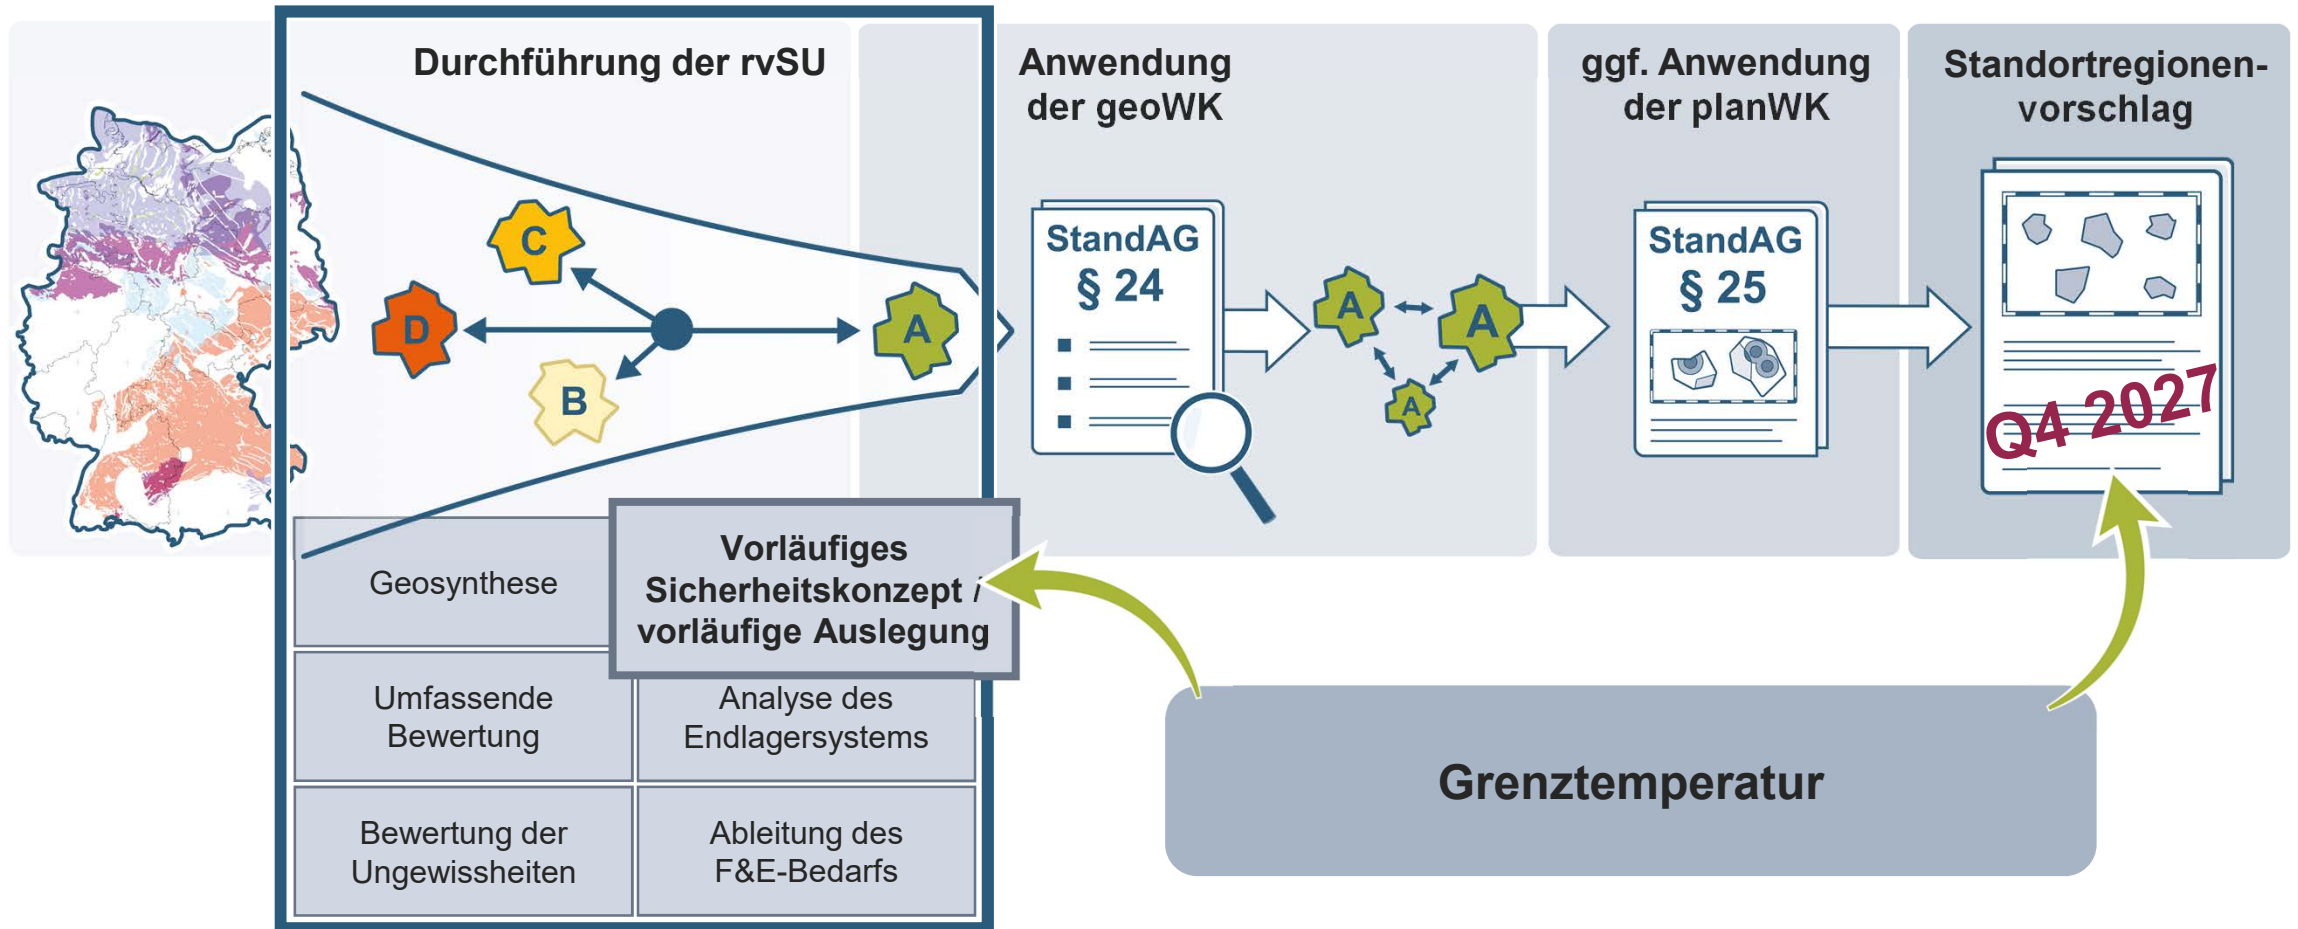 Durchführung der rvSU
Anwendung
der geoWK
ggf. Anwendung
der planWK
Standortregionen-
vorschlag
C
D
B
A
StandAG
§ 24
A
A
A
StandAG
§ 25
Q4 2027
Geosynthese
Vorläufiges
Sicherheitskonzept /
vorläufige Auslegung
Umfassende
Bewertung
Analyse des
Endlagersystems
Bewertung der
Ungewissheiten
Ableitung des
F&E-Bedarfs
Grenztemperatur